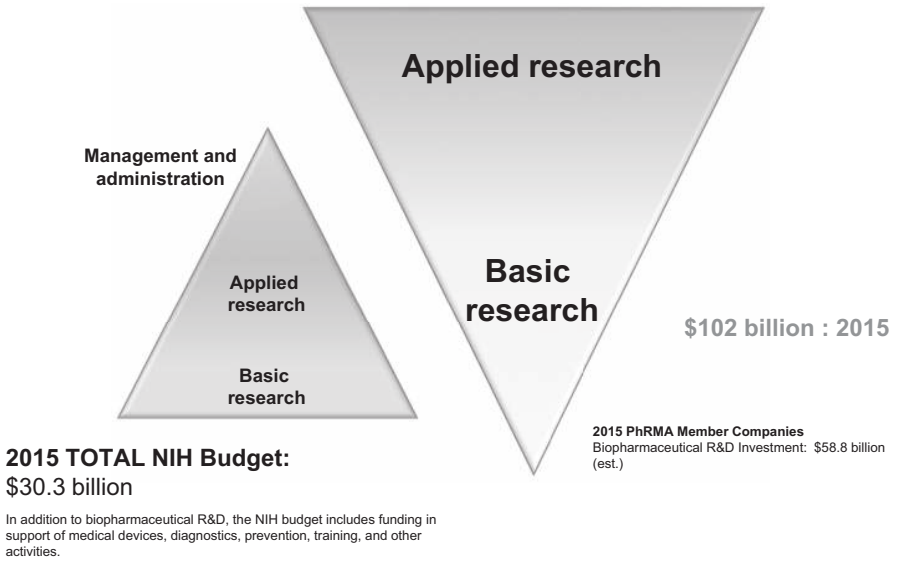 Applied research
Management and
administration
Applied
research
Basic
research
Basic
research
$102 billion : 2015
2015 PhRMA Member Companies
Biopharmaceutical R&D Investment: $58.8 billion
(est.)
2015 TOTAL NIH Budget:
$30.3 billion
In addition to biopharmaceutical R&D, the NIH budget includes funding in
support of medical devices, diagnostics, prevention, training, and other
activities.